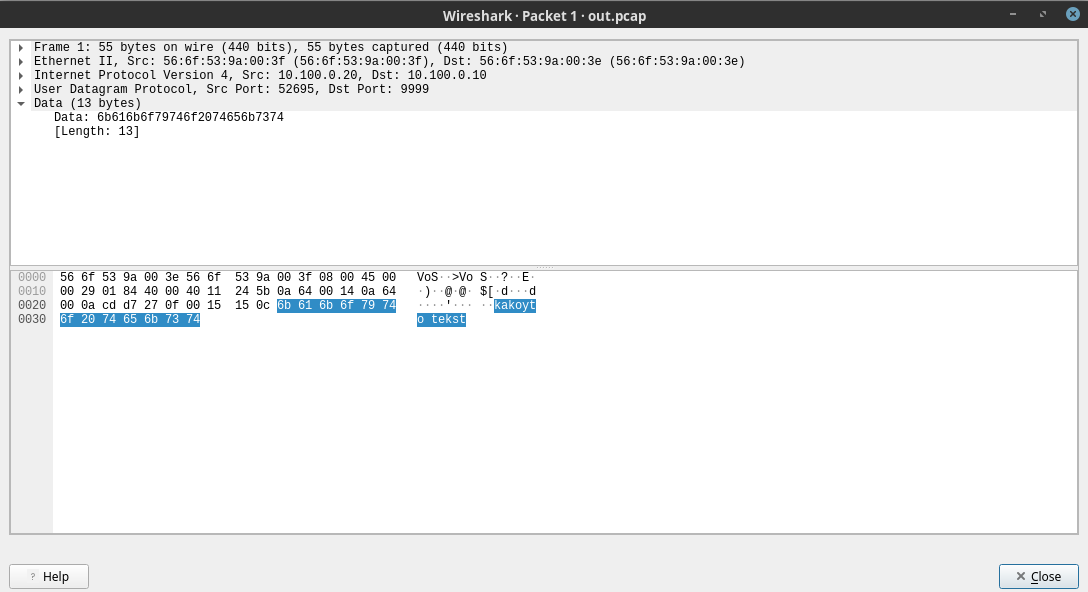 Wireshark · Packet 1 · out.pcap
Frame 1: 55 bytes on wire (440 bits), 55 bytes captured (440 bits)
Ethernet II, Src: 56:6f:53:9a:00:3f (56:6f:53:9a:00:3f), Dst: 56:6f:53:9a:00:3e (56:6f:53:9a:00:3e)
Internet Protocol Version 4, Src: 10.100.0.20, Dst: 10.100.0.10
User Datagram Protocol, Src Port: 52695, Dst Port: 9999
Data (13 bytes)
Data: 6b616b6f79746f2074656b7374
[Length: 13]
0000 56 6f 53 9a 00 3e 56 6f 53 9a 00 3f 08 00 45 00 VoS··>Vo S··?··E·
0010 00 29 01 84 40 00 40 11 24 5b 0a 64 00 14 0a 64 ·)··@·@· $[·d···d
0020 00 0a cd d7 27 0f 00 15 15 0c 6b 61 6b 6f 79 74 ····'··· ··kakoyt
0030 6f 20 74 65 6b 73 74 o tekst
? Help
Close